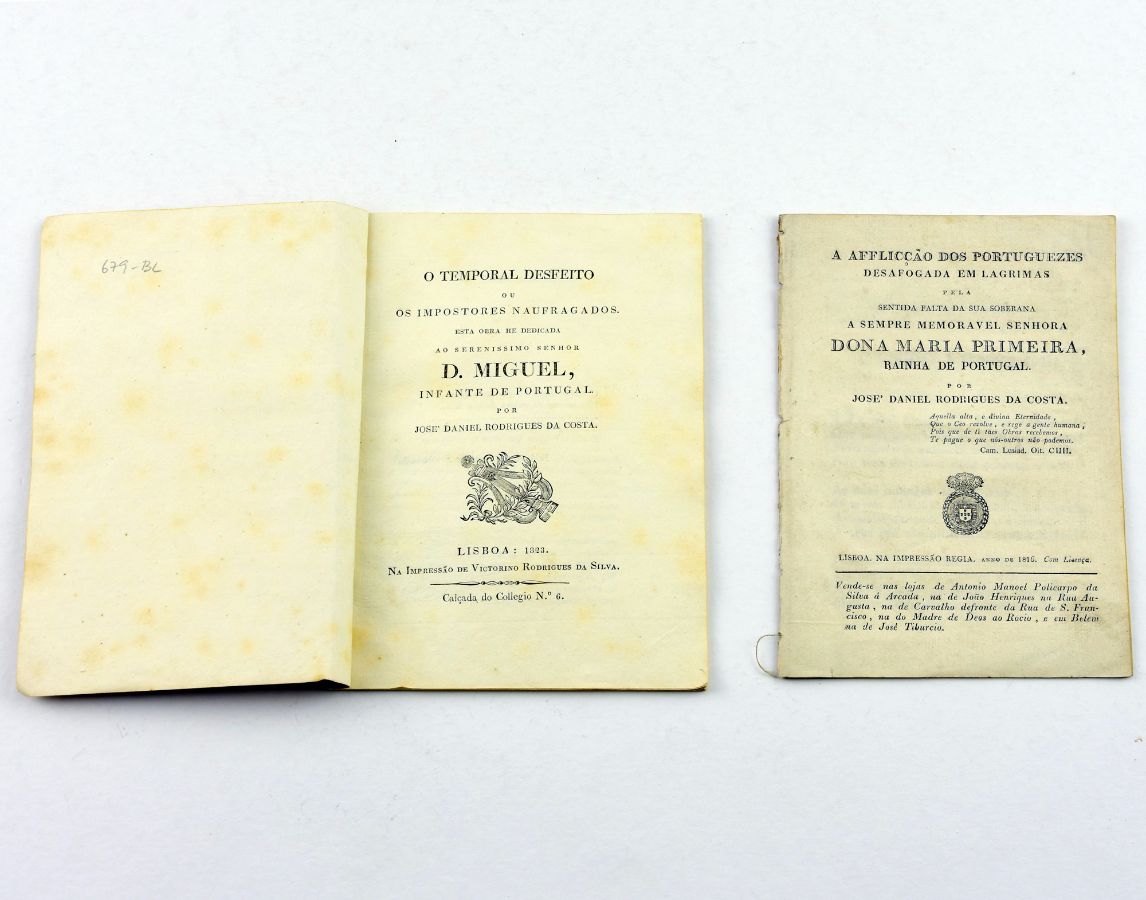 679-BL
O TEMPORAL DESFEITO
OU
OS IMPOSTORES NAUFRAGADOS.
ESTA OBRA HE DEDICADA
AO SERENISSIMO SENHOR
D. MIGUEL,
INFANTE DE PORTUGAL.
POR
JOSE' DANIEL RODRIGUES DA COSTA.
LISBOA: 1823.
NA IMPRESSÃO DE VICTORINO RODRIGUES DA SILVA.
Calçada do Collegio N.º 6.
A AFFLICÇÃO DOS PORTUGUEZES
DESAFOGADA EM LAGRIMAS
PELA
SENTIDA FALTA DA SUA SOBERANA
A SEMPRE MEMORAVEL SENHORA
DONA MARIA PRIMEIRA,
RAINHA DE PORTUGAL.
POR
JOSE' DANIEL RODRIGUES DA COSTA.
Aquella alta, e divina Eternidade,
Que o Ceo revolve, e rege a gente humana;
Pois que de ti taes Obras recebemos,
Te pague o que nós-outros não podemos.
Cam. Lusiad. Oit. CIIII.
LISBOA. NA IMPRESSÃO REGIA. ANNO DE 1816. Com Licença.
Vende-se nas lojas de Antonio Manoel Policarpo da
Silva á Arcada, na de João Henriques na Rua Au-
gusta, na de Carvalho defronte da Rua de S. Fran-
cisco, na do Madre de Deos ao Rocio, e em Belem
na de José Tiburcio.